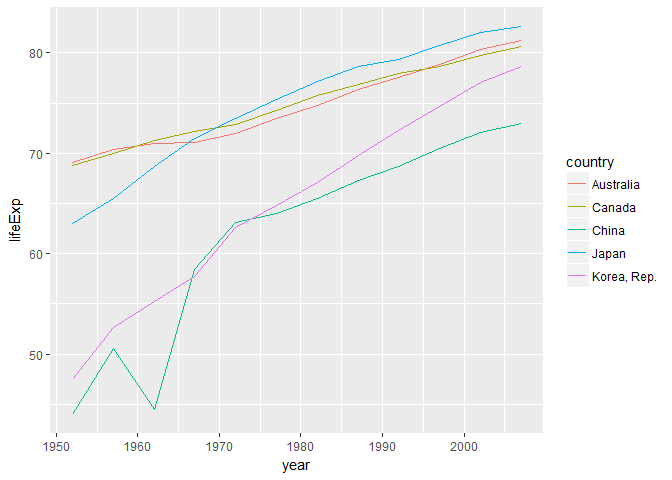 80
70
60
50
lifeExp
1950
1960
1970
1980
1990
2000
year
country
Australia
Canada
China
Japan
Korea, Rep.